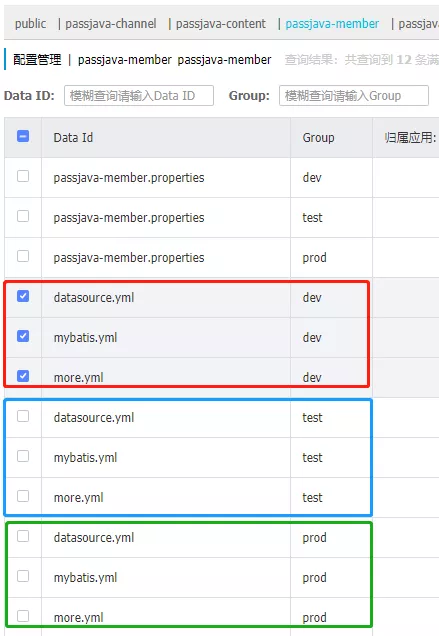 public | passjava-channel | passjava-content | passjava-member | passjava-
配置管理 | passjava-member passjava-member 查询结果：共查询到 12 条满
Data ID: 模糊查询请输入Data ID Group: 模糊查询请输入Group
Data Id Group 归属应用:
passjava-member.properties dev
passjava-member.properties test
passjava-member.properties prod
datasource.yml dev
mybatis.yml dev
more.yml dev
datasource.yml test
mybatis.yml test
more.yml test
datasource.yml prod
mybatis.yml prod
more.yml prod